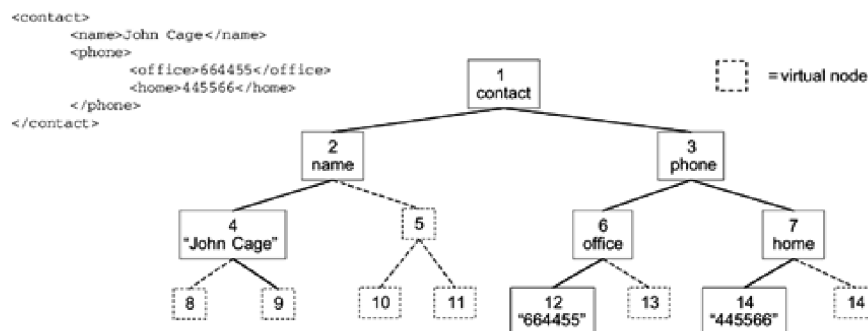 <contact>
<name>John Cage</name>
<phone>
<office>664455</office>
<home>445566</home>
</phone>
</contact>
1
contact
= virtual node
2
name
3
phone
4
"John Cage"
5
6
office
7
home
8
9
10
11
12
"664455"
13
14
"445566"
14